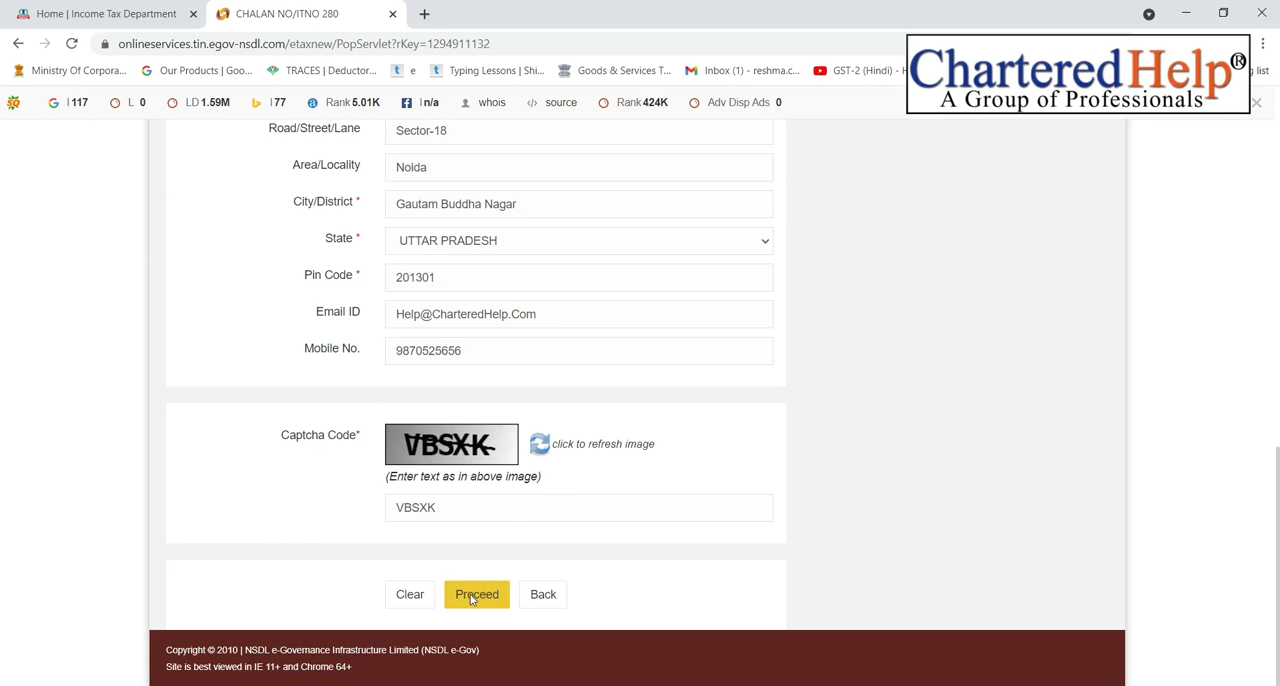 Home | Income Tax Department
CHALAN NO/ITNO 280
onlineservices.tin.egov-nsdl.com/etaxnew/PopServlet?rKey=1294911132
Ministry Of Corpora...
Our Products | Goo...
TRACES | Deductor...
e
Typing Lessons | Shi...
Goods & Services T...
Inbox (1) - reshma.c...
GST-2 (Hindi) - H
g list
CharteredHelp®
A Group of Professionals
I 117
L 0
LD 1.59M
I 77
Rank 5.01K
I n/a
whois
source
Rank 424K
Adv Disp Ads 0
Road/Street/Lane
Sector-18
Area/Locality
Noida
City/District *
Gautam Buddha Nagar
State *
UTTAR PRADESH
Pin Code *
201301
Email ID
Help@CharteredHelp.Com
Mobile No.
9870525656
Captcha Code*
VBSXK
click to refresh image
(Enter text as in above image)
VBSXK
Clear
Proceed
Back
Copyright © 2010 | NSDL e-Governance Infrastructure Limited (NSDL e-Gov)
Site is best viewed in IE 11+ and Chrome 64+